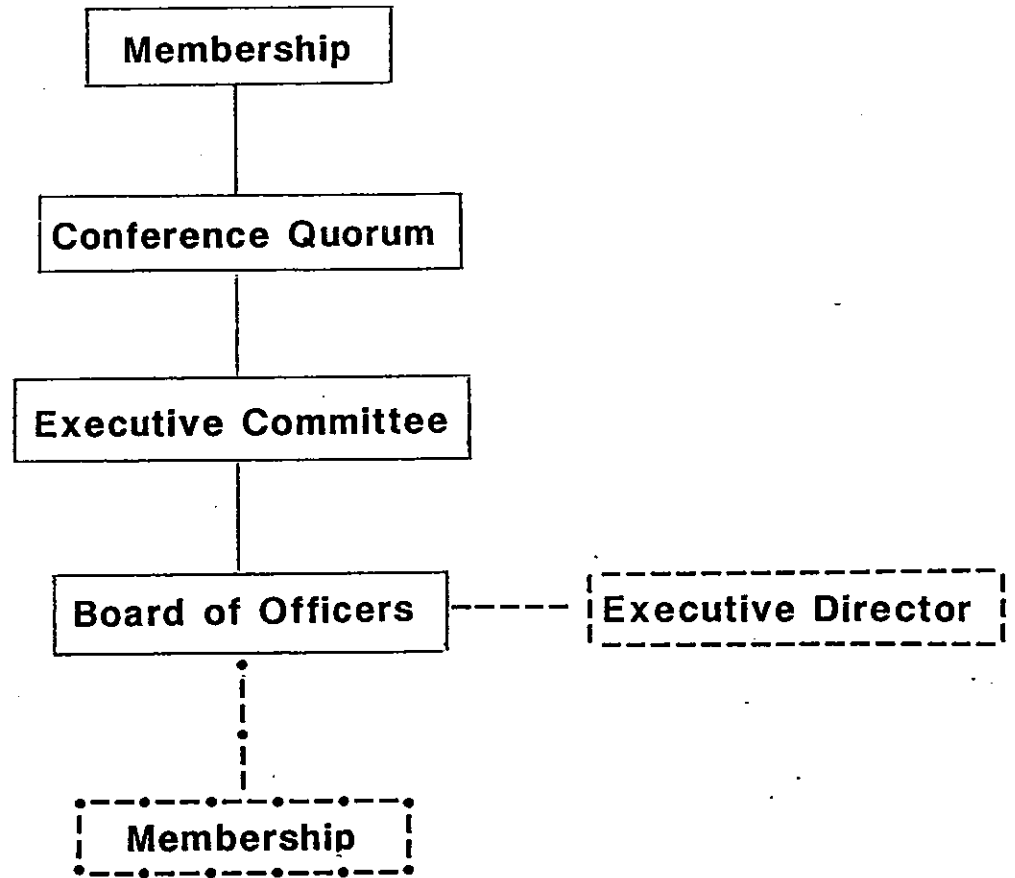 Membership
Conference Quorum
Executive Committee
Board of Officers
Executive Director
Membership